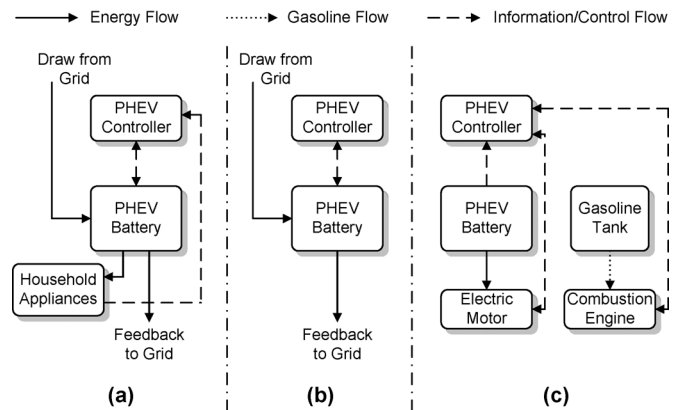 Energy Flow
Gasoline Flow
Information/Control Flow
Draw from
Grid
PHEV
Controller
PHEV
Battery
Household
Appliances
Feedback
to Grid
(a)
Draw from
Grid
PHEV
Controller
PHEV
Battery
Feedback
to Grid
(b)
PHEV
Controller
PHEV
Battery
Gasoline
Tank
Electric
Motor
Combustion
Engine
(c)